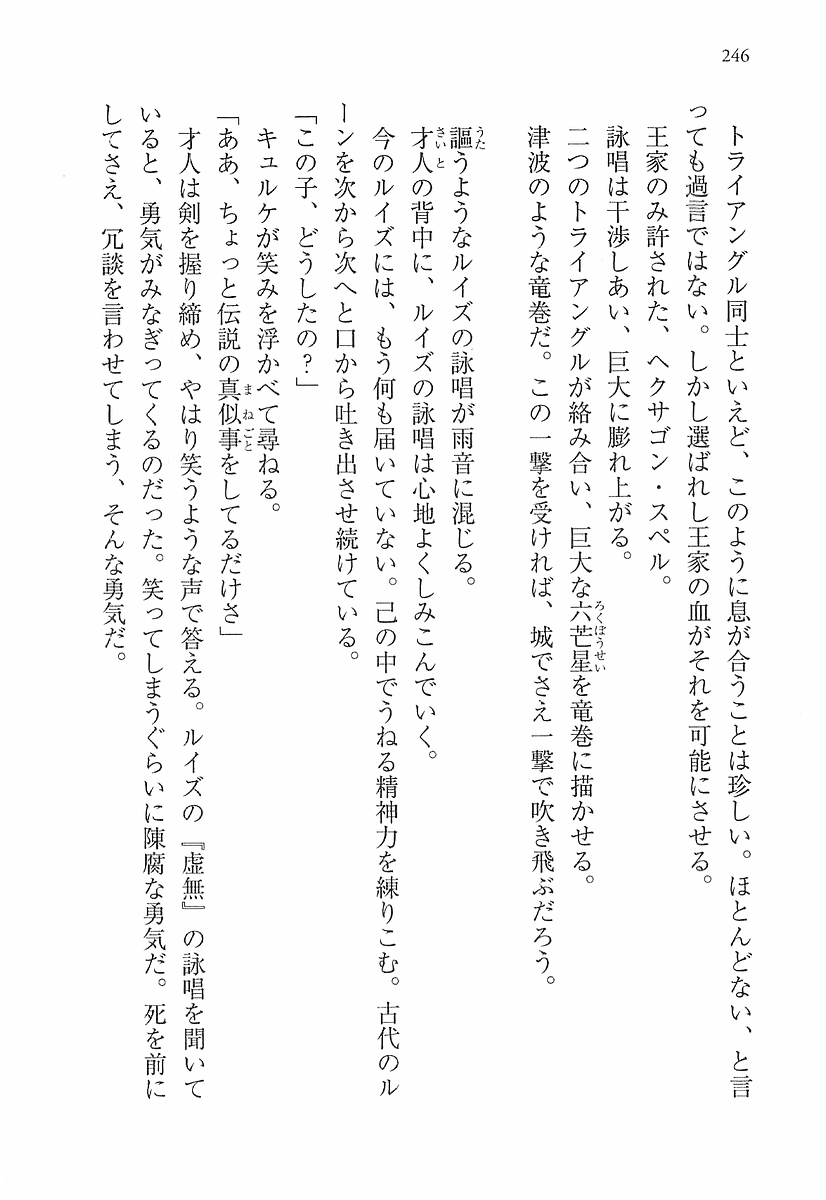 246
トライアングル同士といえど、このように息が合うことは珍しい。ほとんどない、と言
っても過言ではない。しかし選ばれし王家の血がそれを可能にさせる。
王家のみ許された、ヘクサゴン・スペル。
詠唱は干渉しあい、巨大に膨れ上がる。
二つのトライアングルが絡み合い、巨大な六芒星を竜巻に描かせる。
津波のような竜巻だ。この一撃を受ければ、城でさえ一撃で吹き飛ぶだろう。
謳うようなルイズの詠唱が雨音に混じる。
才人の背中に、ルイズの詠唱は心地よくしみこんでいく。
今のルイズには、もう何も届いていない。己の中でうねる精神力を練りこむ。古代のル
ーンを次から次へと口から吐き出させ続けている。
「この子、どうしたの？」
キュルケが笑みを浮かべて尋ねる。
「ああ、ちょっと伝説の真似事をしてるだけさ」
才人は剣を握り締め、やはり笑うような声で答える。ルイズの『虚無』の詠唱を聞いて
いると、勇気がみなぎってくるのだった。笑ってしまうぐらいに陳腐な勇気だ。死を前に
してさえ、冗談を言わせてしまう、そんな勇気だ。